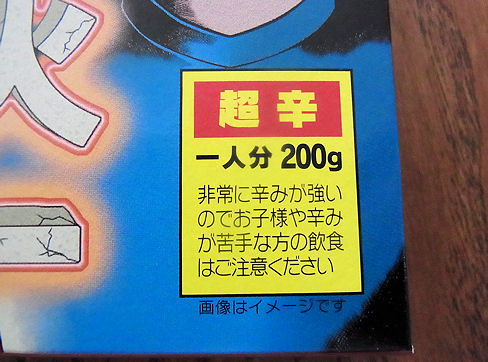 超辛
一人分 200g
非常に辛みが強い
のでお子様や辛み
が苦手な方の飲食
はご注意ください
画像はイメージです